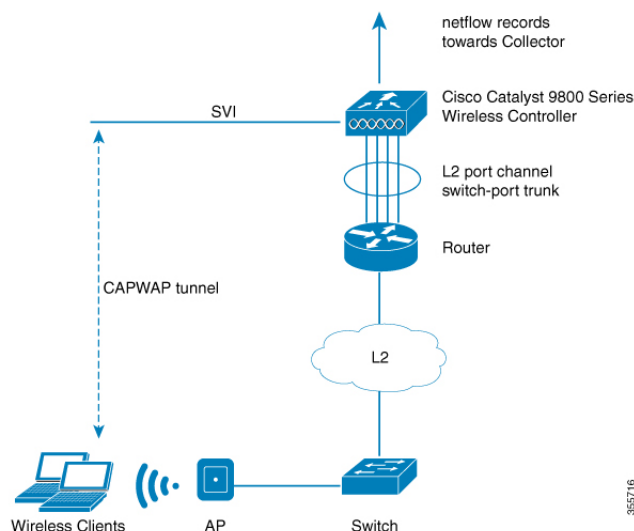 netflow records
towards Collector
Cisco Catalyst 9800 Series
Wireless Controller
SVI
L2 port channel
switch-port trunk
Router
CAPWAP tunnel
L2
Wireless Clients
AP
Switch
355716